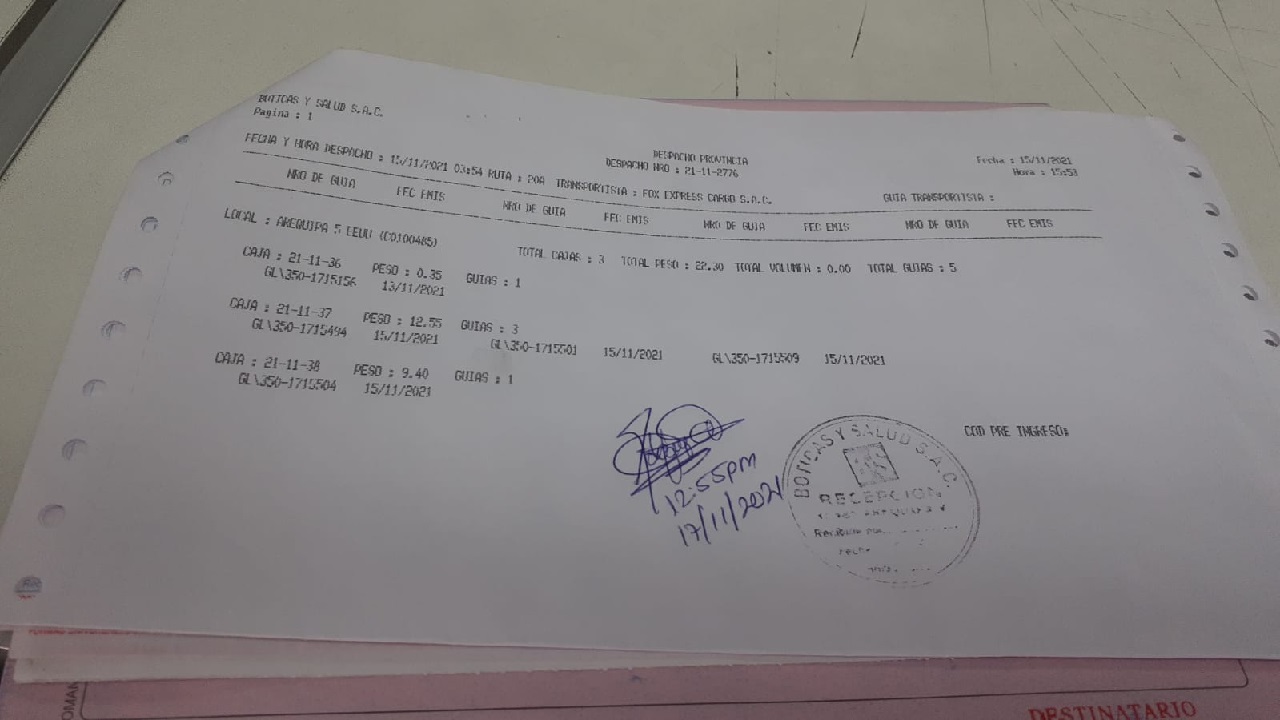 BOTICAS Y SALUD S.A.C.
Pagina : 1
DESPACHO PROVINCIA
DESPACHO NRO : 21-11-2776
Fecha : 15/11/2021
Hora : 15:53
FECHA Y HORA DESPACHO : 15/11/2021 03:54 RUTA : POA TRANSPORTISTA : FOX EXPRESS CARGO S.A.C. GUIA TRANSPORTISTA :
NRO DE GUIA FEC EMIS NRO DE GUIA FEC EMIS NRO DE GUIA FEC EMIS NRO DE GUIA FEC EMIS
LOCAL : AREQUIPA 5 EEUU TOTAL CAJAS : 3 TOTAL PESO : 22.30 TOTAL VOLUMEN : 0.00 TOTAL GUIAS : 5
CAJA : 21-11-36 PESO : 0.35 GUIAS : 1
GL\350-1715156 13/11/2021
CAJA : 21-11-37 PESO : 12.55 GUIAS : 3
GL\350-1715494 15/11/2021 GL\350-1715501 15/11/2021 GL\350-1715509 15/11/2021
CAJA : 21-11-38 PESO : 9.40 GUIAS : 1
GL\350-1715504 15/11/2021
COD PRE INGRESO:
12:55pm
17/11/2021
BOTICAS Y SALUD S.A.C.
RECEPCION
DESTINATARIO